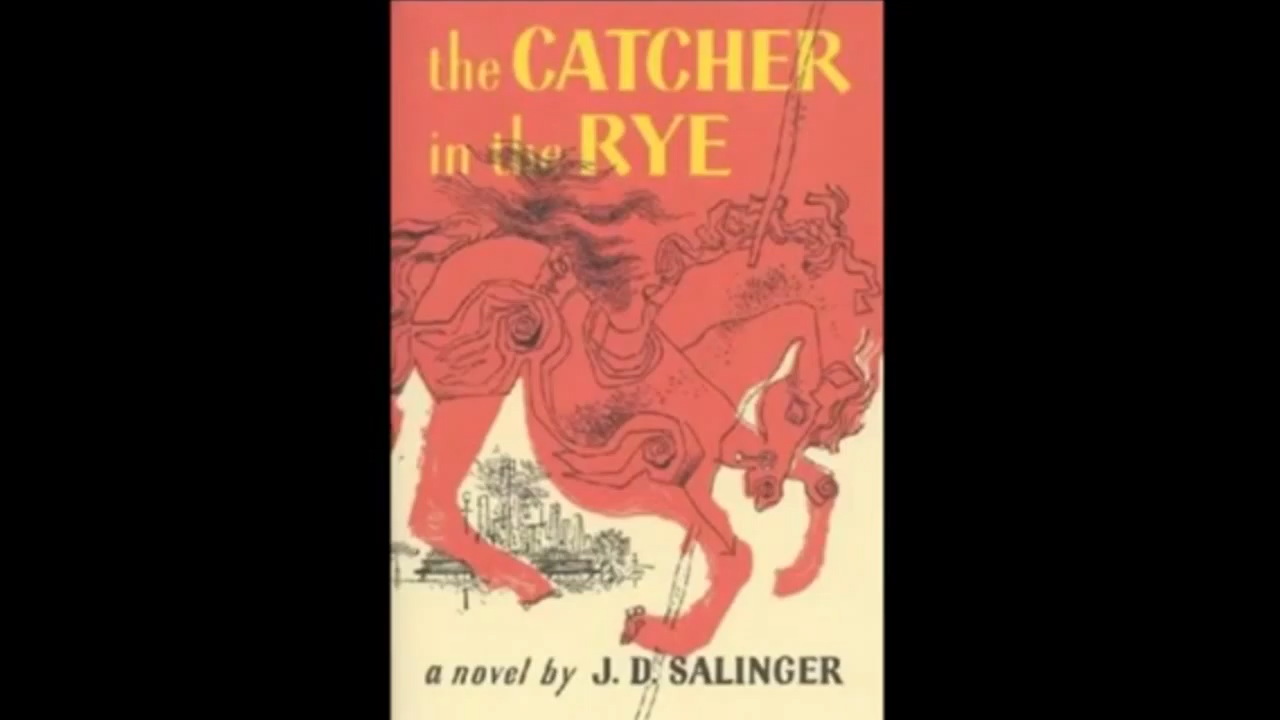 the CATCHER
in the RYE
a novel by J. D. SALINGER